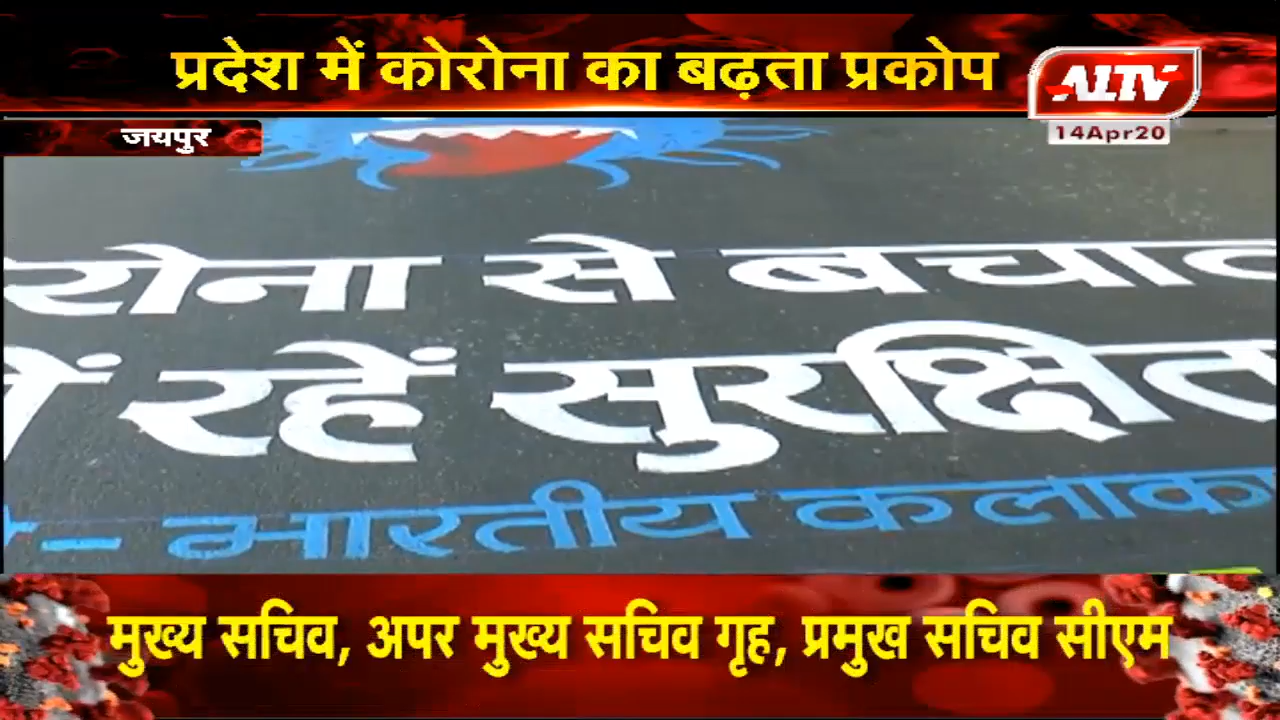 प्रदेश में कोरोना का बढ़ता प्रकोप
ALTV
14Apr20
जयपुर
रोना से बचाव
में रहें सुरक्षित
- भारतीय कलाका
मुख्य सचिव, अपर मुख्य सचिव गृह, प्रमुख सचिव सीएम